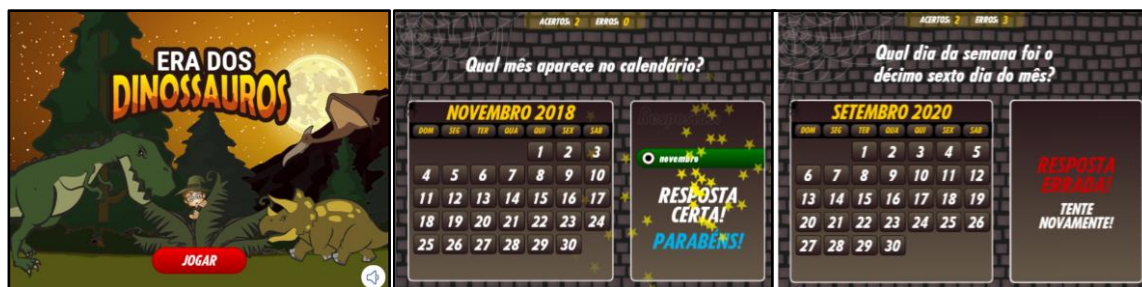 ERA DOS
DINOSSAUROS
JOGAR
ACERTOS: 2 ERROS: 0
Qual mês aparece no calendário?
NOVEMBRO 2018
DOM SEG TER QUA QUI SEX SAB
1 2 3
4 5 6 7 8 9 10
11 12 13 14 15 16 17
18 19 20 21 22 23 24
25 26 27 28 29 30
Respostas
novembro
RESPOSTA
CERTA!
PARABÉNS!
ACERTOS: 2 ERROS: 3
Qual dia da semana foi o
décimo sexto dia do mês?
SETEMBRO 2020
DOM SEG TER QUA QUI SEX SAB
1 2 3 4 5
6 7 8 9 10 11 12
13 14 15 16 17 18 19
20 21 22 23 24 25 26
27 28 29 30
RESPOSTA
ERRADA!
TENTE
NOVAMENTE!